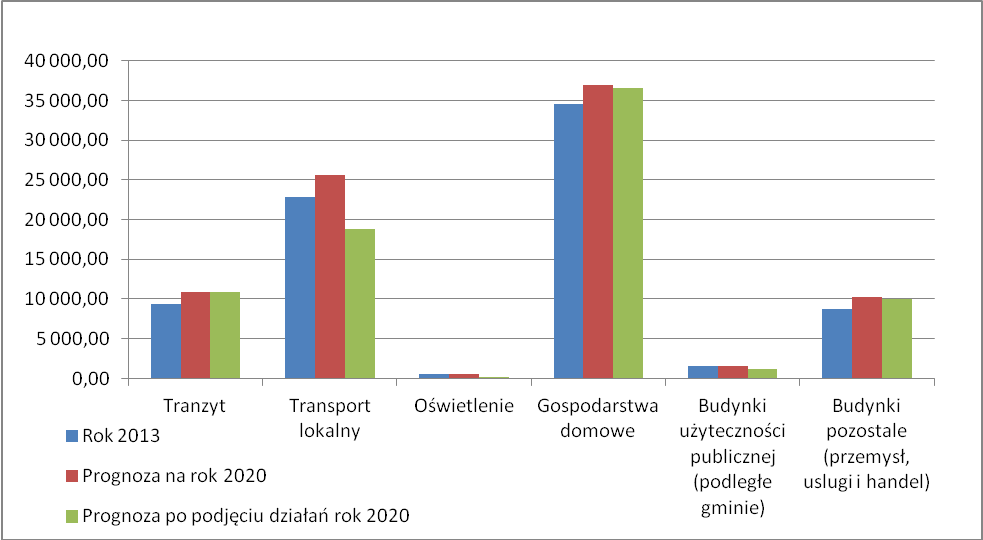 40 000,00
35 000,00
30 000,00
25 000,00
20 000,00
15 000,00
10 000,00
5 000,00
0,00
Tranzyt
Transport
lokalny
Oświetlenie
Gospodarstwa
domowe
Budynki
użyteczności
publicznej
(podległe
gminie)
Budynki
pozostałe
(przemysł,
uslugi i handel)
Rok 2013
Prognoza na rok 2020
Prognoza po podjęciu działań rok 2020